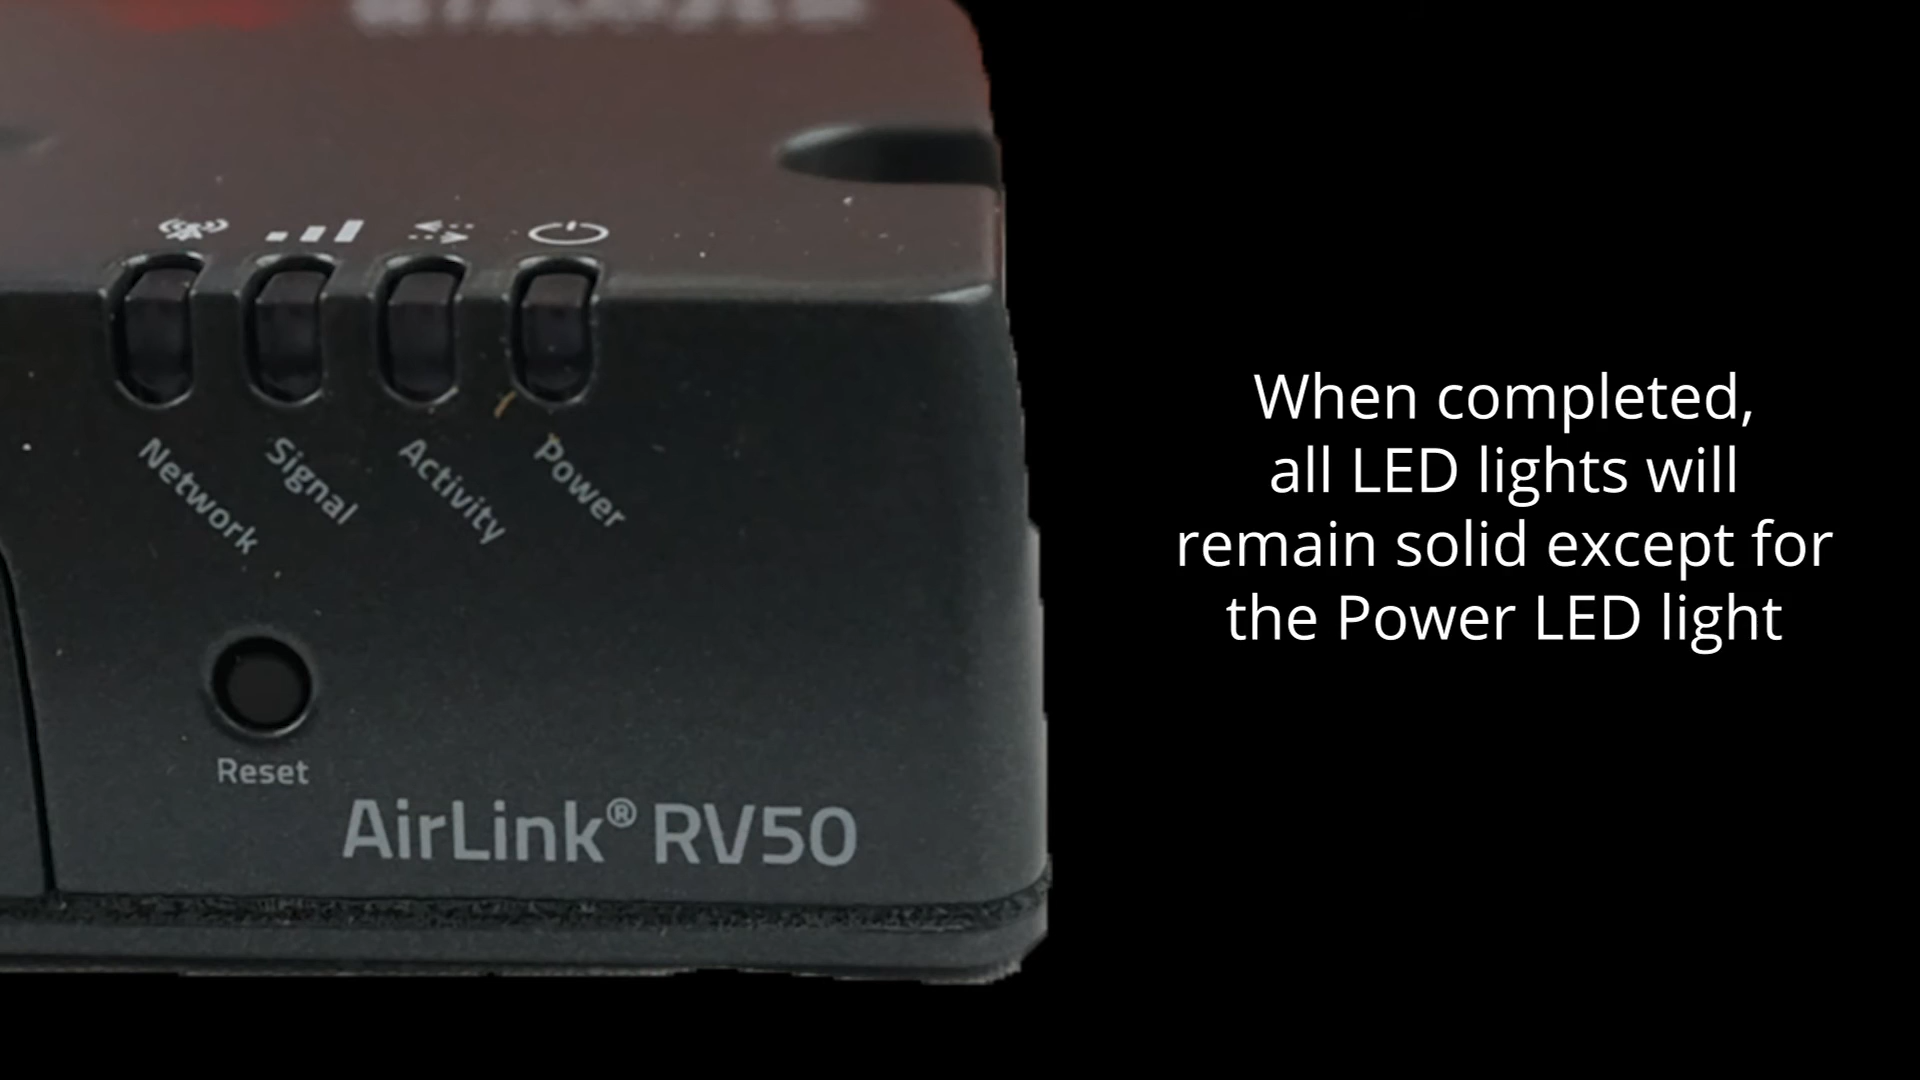 Network
Signal
Activity
Power
Reset
AirLink® RV50
When completed,
all LED lights will
remain solid except for
the Power LED light